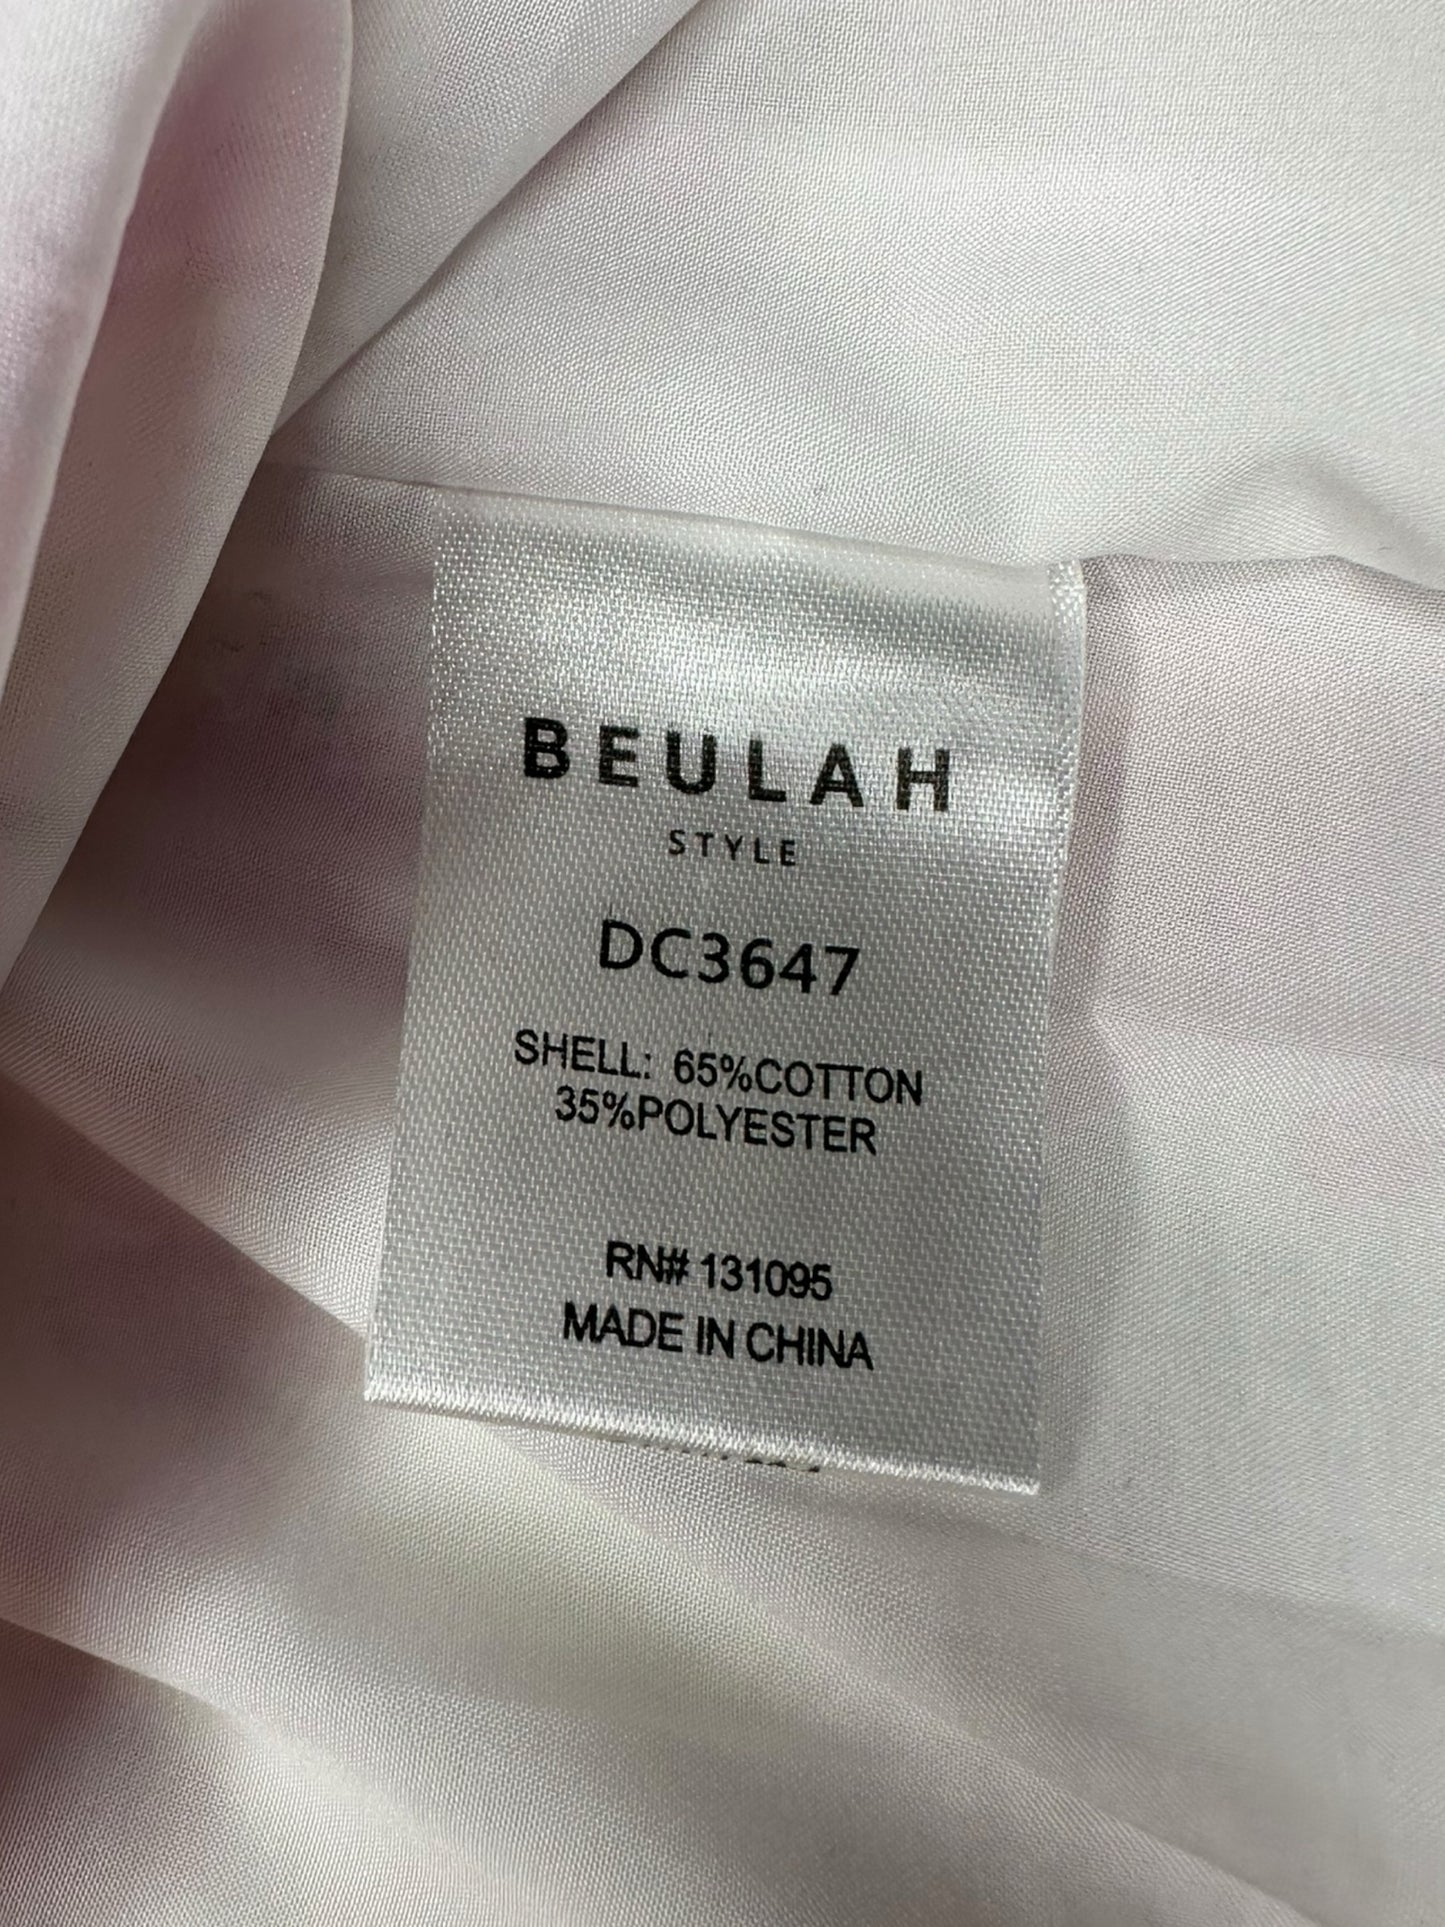 BEULAH
STYLE
DC3647
SHELL: 65%COTTON
35%POLYESTER
RN# 131095
MADE IN CHINA